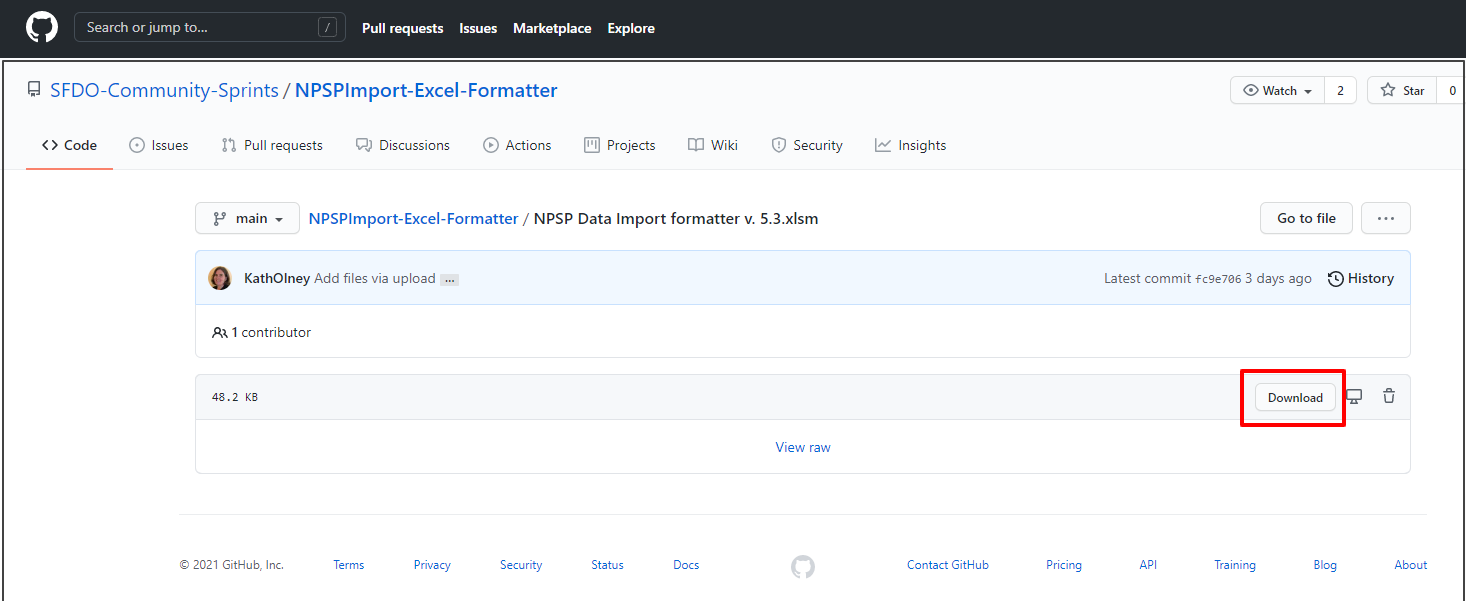 Search or jump to... /
Pull requests Issues Marketplace Explore
SFDO-Community-Sprints / NPSPImport-Excel-Formatter
Watch 2 Star 0
Code Issues Pull requests Discussions Actions Projects Wiki Security Insights
main NPSPImport-Excel-Formatter / NPSP Data Import formatter v. 5.3.xlsm Go to file ...
KathOlney Add files via upload ... Latest commit fc9e706 3 days ago History
1 contributor
48.2 KB Download
View raw
© 2021 GitHub, Inc. Terms Privacy Security Status Docs Contact GitHub Pricing API Training Blog About